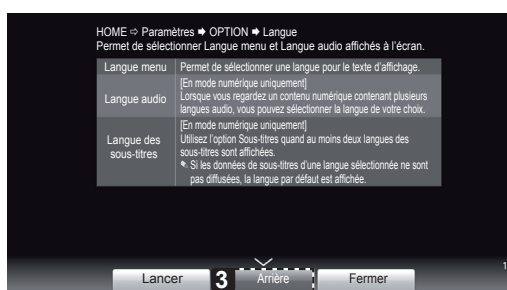 HOME ⇨ Paramètres ➡ OPTION ➡ Langue
Permet de sélectionner Langue menu et Langue audio affichés à l'écran.
Langue menu Permet de sélectionner une langue pour le texte d'affichage.
Langue audio
[En mode numérique uniquement]
Lorsque vous regardez un contenu numérique contenant plusieurs
langues audio, vous pouvez sélectionner la langue de votre choix.
Langue des
sous-titres
[En mode numérique uniquement]
Utilisez l'option Sous-titres quand au moins deux langues des
sous-titres sont affichées.
Si les données de sous-titres d'une langue sélectionnée ne sont
pas diffusées, la langue par défaut est affichée.
1
Lancer 3 Arrière Fermer